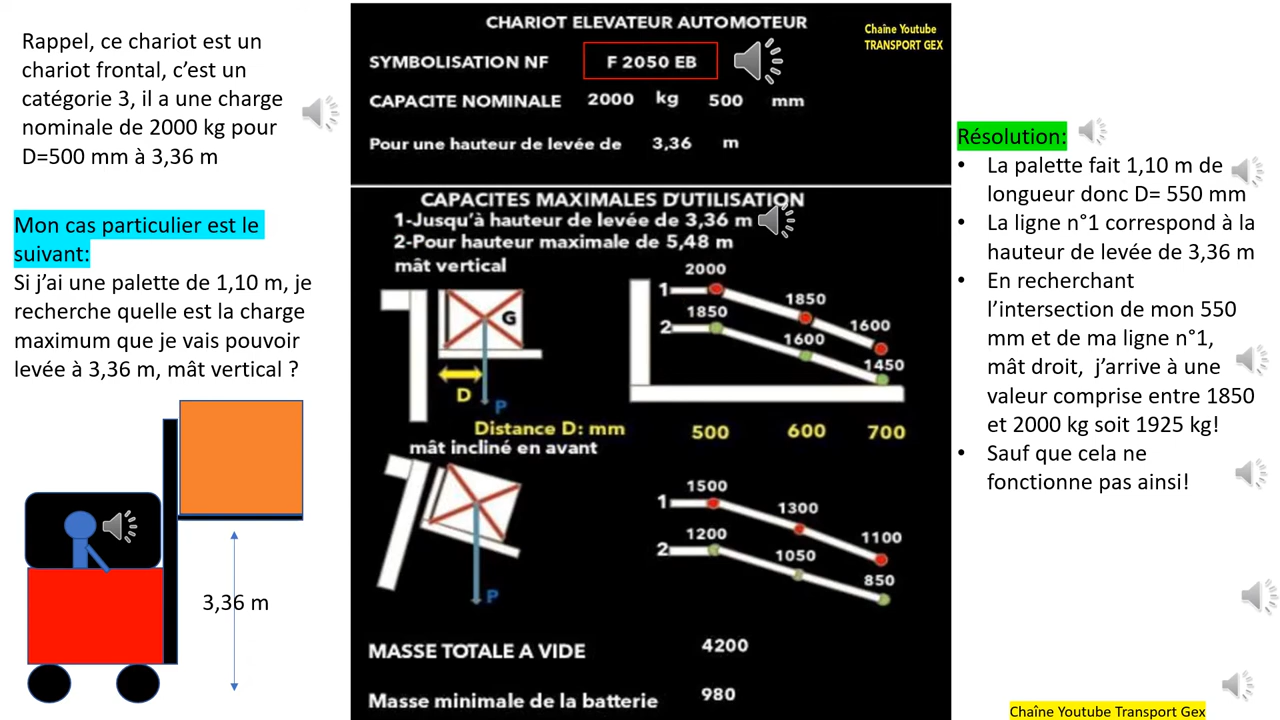 Rappel, ce chariot est un
chariot frontal, c’est un
catégorie 3, il a une charge
nominale de 2000 kg pour
D=500 mm à 3,36 m
Mon cas particulier est le
suivant:
Si j’ai une palette de 1,10 m, je
recherche quelle est la charge
maximum que je vais pouvoir
levée à 3,36 m, mât vertical ?
3,36 m
CHARIOT ELEVATEUR AUTOMOTEUR
Chaîne Youtube
TRANSPORT GEX
SYMBOLISATION NF F 2050 EB
CAPACITE NOMINALE 2000 kg 500 mm
Pour une hauteur de levée de 3,36 m
CAPACITES MAXIMALES D'UTILISATION
1-Jusqu’à hauteur de levée de 3,36 m
2-Pour hauteur maximale de 5,48 m
mât vertical
G
D
P
2000
1 1850
1850 1600
2 1600
1450
Distance D: mm 500 600 700
mât incliné en avant
P
1500
1 1300
1200 1100
2 1050
850
MASSE TOTALE A VIDE 4200
Masse minimale de la batterie 980
Résolution:
• La palette fait 1,10 m de
longueur donc D= 550 mm
• La ligne n°1 correspond à la
hauteur de levée de 3,36 m
• En recherchant
l’intersection de mon 550
mm et de ma ligne n°1,
mât droit, j’arrive à une
valeur comprise entre 1850
et 2000 kg soit 1925 kg!
• Sauf que cela ne
fonctionne pas ainsi!
Chaîne Youtube Transport Gex